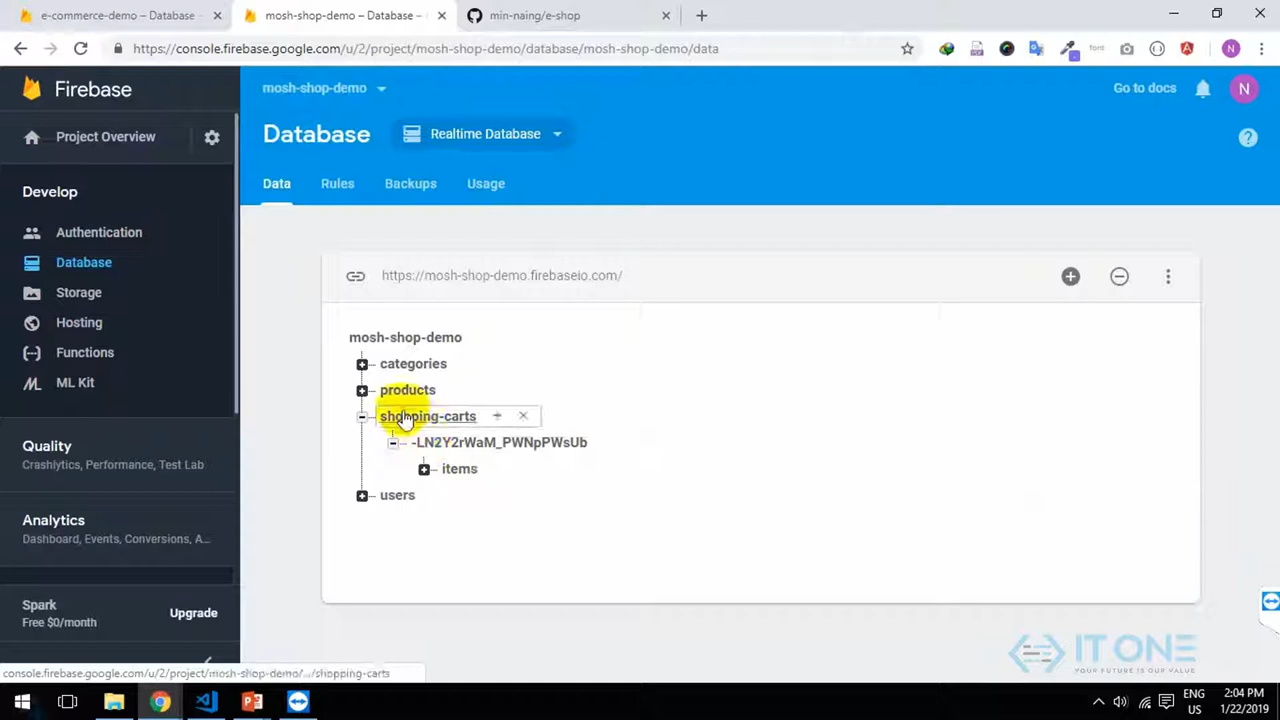 e-commerce-demo – Database –
mosh-shop-demo – Database –
min-naing/e-shop
https://console.firebase.google.com/u/2/project/mosh-shop-demo/database/mosh-shop-demo/data
font
N
Firebase
mosh-shop-demo
Go to docs
N
Project Overview
Database
Realtime Database
Develop
Data
Rules
Backups
Usage
Authentication
Database
Storage
Hosting
Functions
ML Kit
https://mosh-shop-demo.firebaseio.com/
mosh-shop-demo
categories
products
shopping-carts
-LN2Y2rWaM_PWNpPWsUb
items
users
Quality
Crashlytics, Performance, Test Lab
Analytics
Dashboard, Events, Conversions, A...
Spark
Free $0/month
Upgrade
IT ONE
YOUR FUTURE IS OUR VALUE
console.firebase.google.com/u/2/project/mosh-shop-demo/.../shopping-carts
ENG
US
2:04 PM
1/22/2019